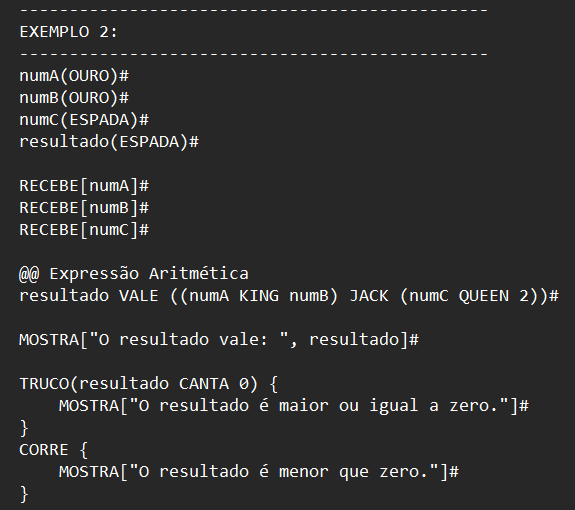 -----------------------------------------------
EXEMPLO 2:
-----------------------------------------------
numA(OURO)#
numB(OURO)#
numC(ESPADA)#
resultado(ESPADA)#

RECEBE[numA]#
RECEBE[numB]#
RECEBE[numC]#

@@ Expressão Aritmética
resultado VALE ((numA KING numB) JACK (numC QUEEN 2))#

MOSTRA["O resultado vale: ", resultado]#

TRUCO(resultado CANTA 0) {
    MOSTRA["O resultado é maior ou igual a zero."]#
}
CORRE {
    MOSTRA["O resultado é menor que zero."]#
}